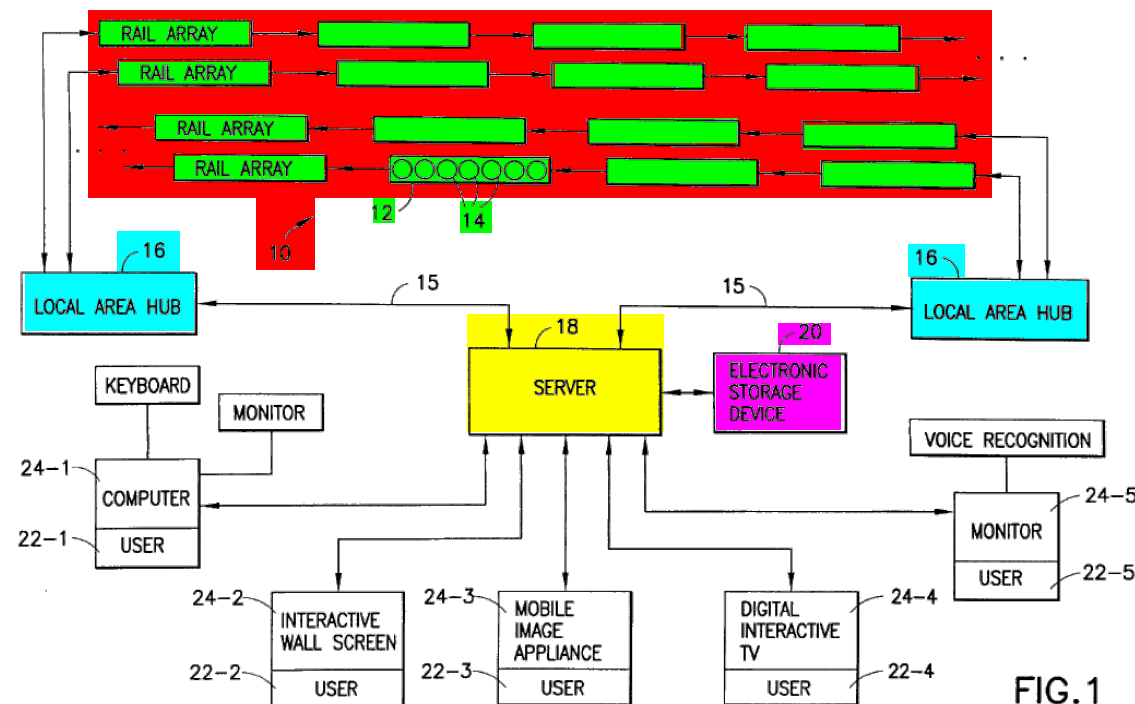 RAIL ARRAY
RAIL ARRAY
RAIL ARRAY
RAIL ARRAY
12
14
10
16
LOCAL AREA HUB
15
15
16
LOCAL AREA HUB
18
SERVER
20
ELECTRONIC
STORAGE
DEVICE
KEYBOARD
MONITOR
24-1
COMPUTER
22-1
USER
VOICE RECOGNITION
24-5
MONITOR
22-5
USER
24-2
INTERACTIVE
WALL SCREEN
22-2
USER
24-3
MOBILE
IMAGE
APPLIANCE
22-3
USER
24-4
DIGITAL
INTERACTIVE
TV
22-4
USER
FIG.1